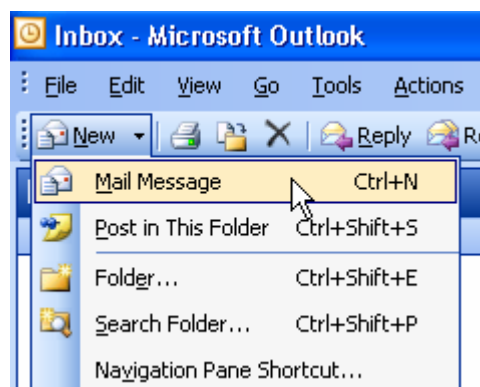 Inbox - Microsoft Outlook
File Edit View Go Tools Actions
New Reply
Mail Message Ctrl+N
Post in This Folder Ctrl+Shift+S
Folder... Ctrl+Shift+E
Search Folder... Ctrl+Shift+P
Navigation Pane Shortcut...